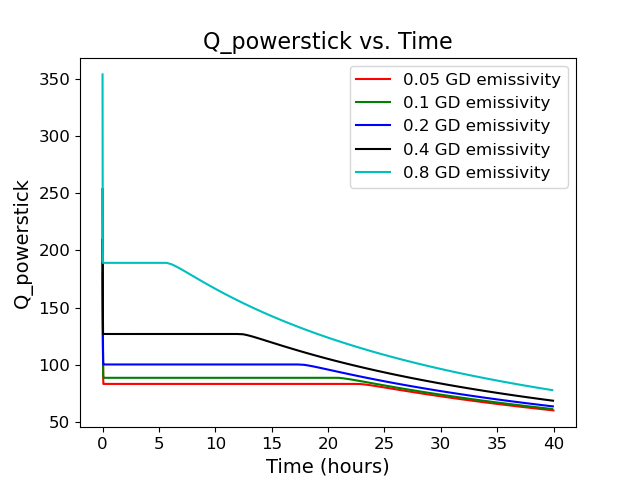 Q_powerstick vs. Time
0.05 GD emissivity
0.1 GD emissivity
0.2 GD emissivity
0.4 GD emissivity
0.8 GD emissivity
Q_powerstick
350
300
250
200
150
100
50
0 5 10 15 20 25 30 35 40
Time (hours)